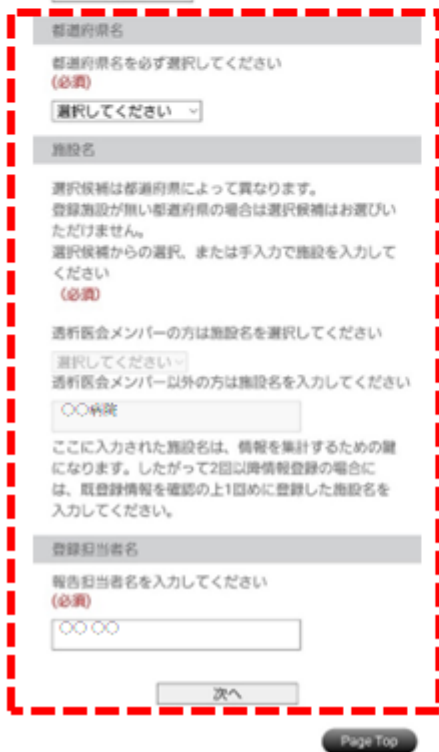 都道府県名
都道府県名を必ず選択してください
(必須)
選択してください
施設名
選択候補は都道府県によって異なります。
登録施設が無い都道府県の場合は選択候補はお選びい
ただけません。
選択候補からの選択、または手入力で施設を入力して
ください
(必須)
透析医会メンバーの方は施設名を選択してください
選択してください
透析医会メンバー以外の方は施設名を入力してください
○○病院
ここに入力された施設名は、情報を集計するための鍵
になります。したがって2回以降情報登録の場合に
は、既登録情報を確認の上1回めに登録した施設名を
入力してください。
登録担当者名
報告担当者名を入力してください
(必須)
○○ ○○
次へ
Page Top